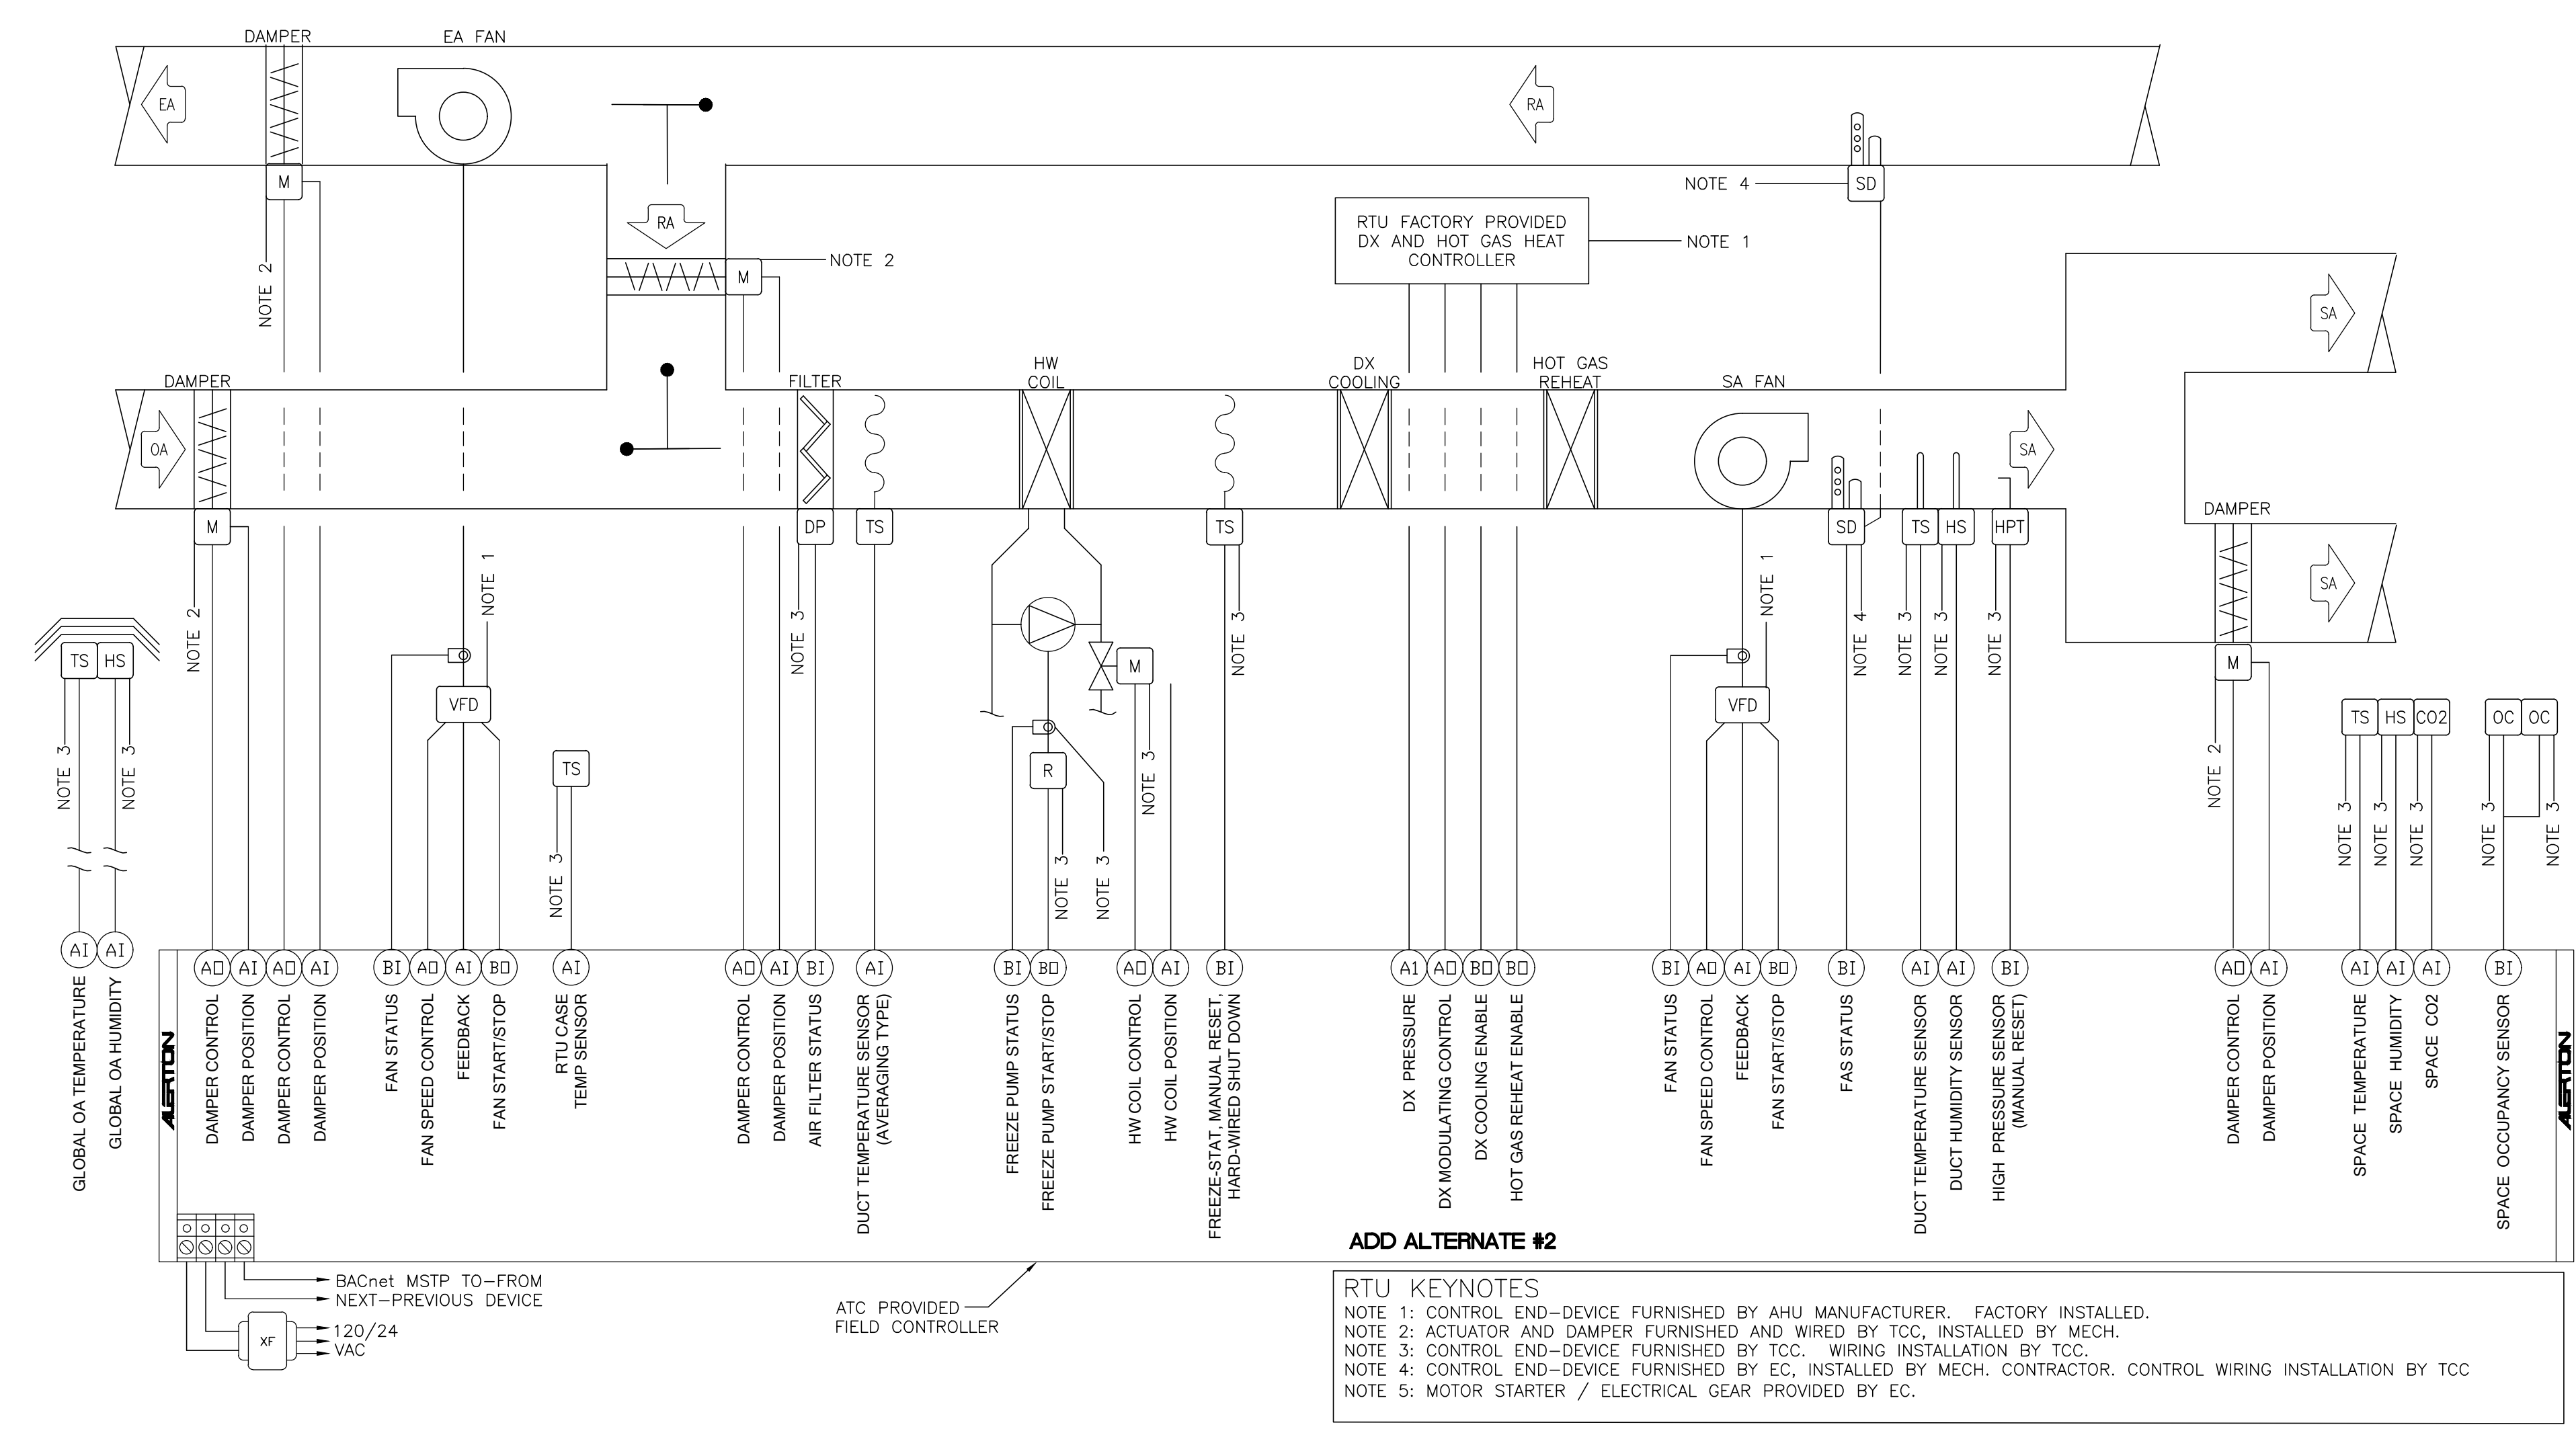 DAMPER
EA FAN
EA
RA
M
NOTE 4
SD
RA
RTU FACTORY PROVIDED
DX AND HOT GAS HEAT
CONTROLLER
NOTE 1
NOTE 2
M
NOTE 2
SA
DAMPER
FILTER
HW
COIL
DX
COOLING
HOT GAS
REHEAT
SA FAN
OA
SA
M
DP
TS
TS
SD
TS
HS
HPT
DAMPER
NOTE 2
NOTE 1
NOTE 3
NOTE 3
NOTE 1
NOTE 4
NOTE 3
NOTE 3
NOTE 3
SA
TS
HS
VFD
M
VFD
M
TS
HS
CO2
OC
OC
NOTE 3
NOTE 3
TS
R
NOTE 3
NOTE 2
NOTE 3
NOTE 3
NOTE 3
NOTE 3
NOTE 3
NOTE 3
NOTE 3
NOTE 3
AI
AI
AO
AI
AO
AI
BI
AO
AI
BO
AI
AO
AI
BI
AI
BI
BO
AO
AI
BI
A1
AO
BO
BO
BI
AO
AI
BO
BI
AI
AI
BI
AO
AI
AI
AI
AI
BI
GLOBAL OA TEMPERATURE
GLOBAL OA HUMIDITY
ALERTON
DAMPER CONTROL
DAMPER POSITION
DAMPER CONTROL
DAMPER POSITION
FAN STATUS
FAN SPEED CONTROL
FEEDBACK
FAN START/STOP
RTU CASE
TEMP SENSOR
DAMPER CONTROL
DAMPER POSITION
AIR FILTER STATUS
DUCT TEMPERATURE SENSOR
(AVERAGING TYPE)
FREEZE PUMP STATUS
FREEZE PUMP START/STOP
HW COIL CONTROL
HW COIL POSITION
FREEZE-STAT, MANUAL RESET,
HARD-WIRED SHUT DOWN
DX PRESSURE
DX MODULATING CONTROL
DX COOLING ENABLE
HOT GAS REHEAT ENABLE
FAN STATUS
FAN SPEED CONTROL
FEEDBACK
FAN START/STOP
FAS STATUS
DUCT TEMPERATURE SENSOR
DUCT HUMIDITY SENSOR
HIGH PRESSURE SENSOR
(MANUAL RESET)
DAMPER CONTROL
DAMPER POSITION
SPACE TEMPERATURE
SPACE HUMIDITY
SPACE CO2
SPACE OCCUPANCY SENSOR
ALERTON
ADD ALTERNATE #2
BACnet MSTP TO-FROM
NEXT-PREVIOUS DEVICE
XF
120/24
VAC
ATC PROVIDED
FIELD CONTROLLER
RTU KEYNOTES
NOTE 1: CONTROL END-DEVICE FURNISHED BY AHU MANUFACTURER. FACTORY INSTALLED.
NOTE 2: ACTUATOR AND DAMPER FURNISHED AND WIRED BY TCC, INSTALLED BY MECH.
NOTE 3: CONTROL END-DEVICE FURNISHED BY TCC. WIRING INSTALLATION BY TCC.
NOTE 4: CONTROL END-DEVICE FURNISHED BY EC, INSTALLED BY MECH. CONTRACTOR. CONTROL WIRING INSTALLATION BY TCC
NOTE 5: MOTOR STARTER / ELECTRICAL GEAR PROVIDED BY EC.